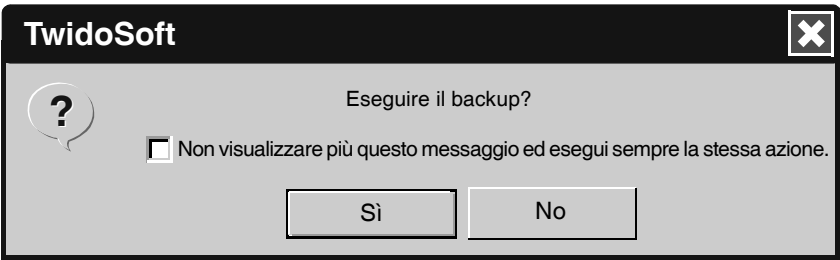 TwidoSoft
?
Eseguire il backup?
Non visualizzare più questo messaggio ed esegui sempre la stessa azione.
Sì
No